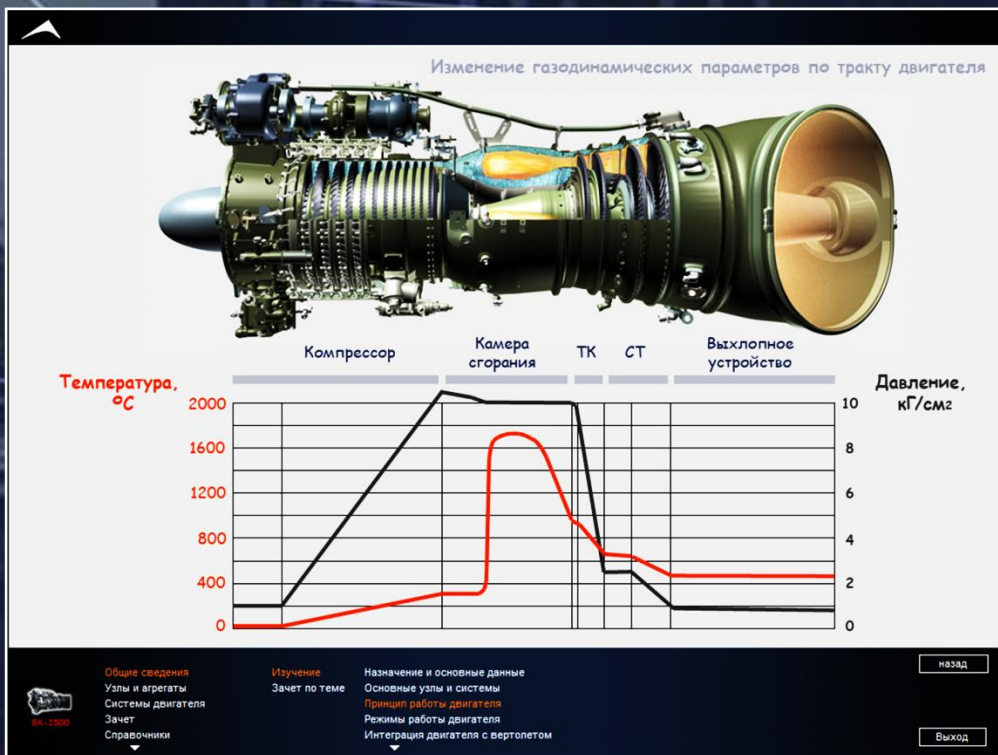 Изменение газодинамических параметров по тракту двигателя
Компрессор
Камера
сгорания
ТК
СТ
Выхлопное
устройство
Температура,
°C
Давление,
кГ/см2
2000
1600
1200
800
400
0
10
8
6
4
2
0
Общие сведения
Узлы и агрегаты
Системы двигателя
Зачет
Справочники
Изучение
Зачет по теме
Назначение и основные данные
Основные узлы и системы
Принцип работы двигателя
Режимы работы двигателя
Интеграция двигателя с вертолетом
назад
Выход
ВК-2500